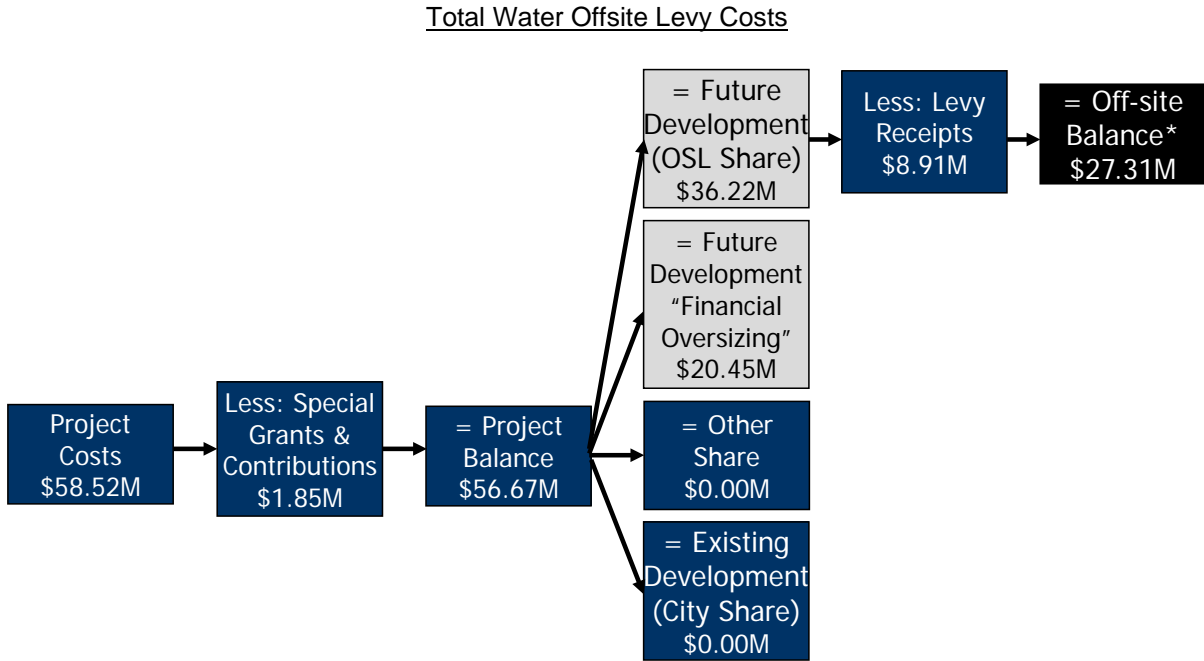 Total Water Offsite Levy Costs
Project
Costs
$58.52M
Less: Special
Grants &
Contributions
$1.85M
= Project
Balance
$56.67M
= Future
Development
(OSL Share)
$36.22M
Less: Levy
Receipts
$8.91M
= Off-site
Balance*
$27.31M
= Future
Development
“Financial
Oversizing”
$20.45M
= Other
Share
$0.00M
= Existing
Development
(City Share)
$0.00M